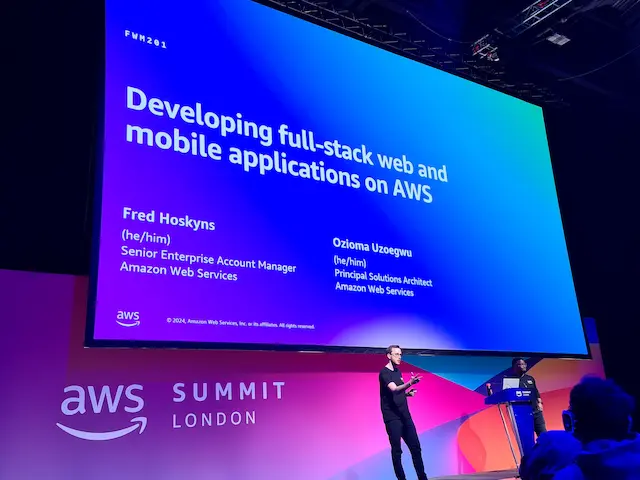 FWM201
Developing full-stack web and
mobile applications on AWS
Fred Hoskyns
(he/him)
Senior Enterprise Account Manager
Amazon Web Services
Ozioma Uzoegwu
(he/him)
Principal Solutions Architect
Amazon Web Services
aws
© 2024, Amazon Web Services, Inc. or its affiliates. All rights reserved.
aws
SUMMIT
LONDON